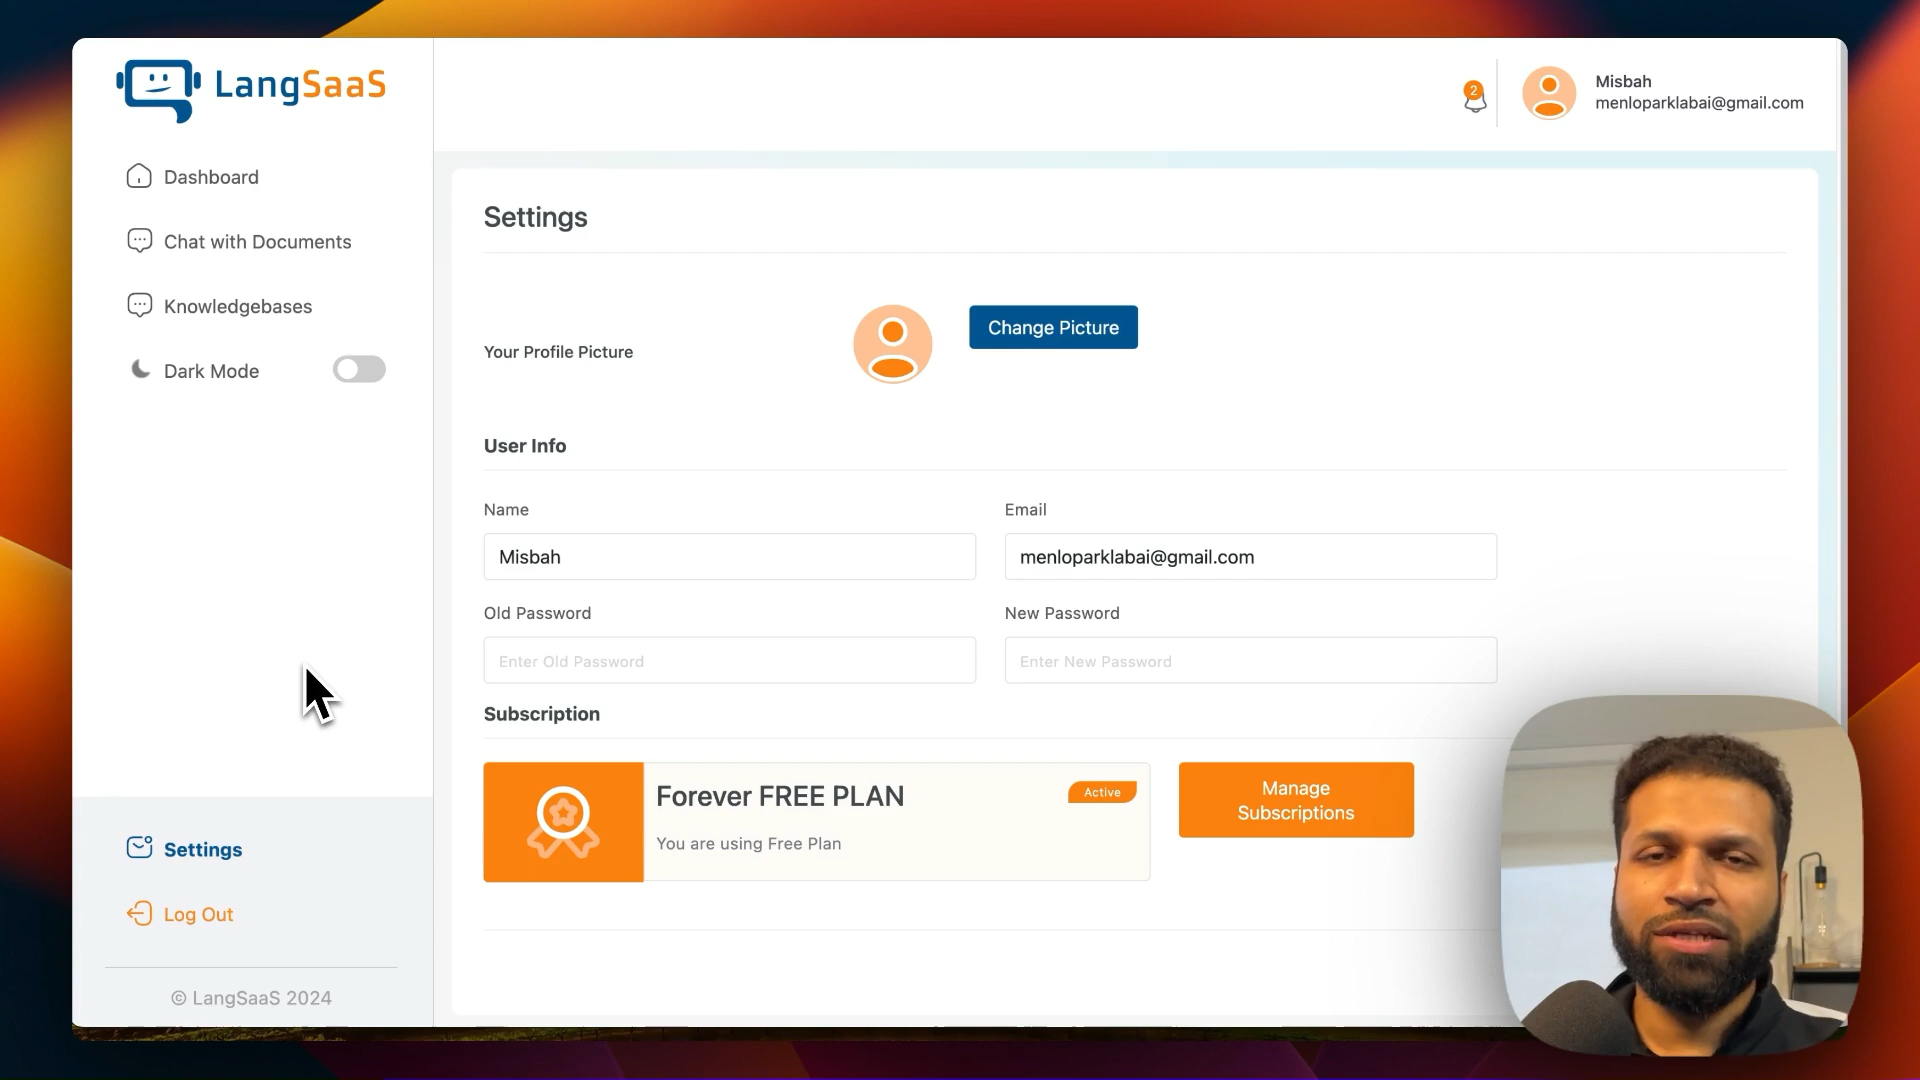 LangSaaS
2
Misbah
menloparklabai@gmail.com
Dashboard
Chat with Documents
Knowledgebases
Dark Mode
Settings
Your Profile Picture
Change Picture
User Info
Name
Email
Misbah
menloparklabai@gmail.com
Old Password
New Password
Enter Old Password
Enter New Password
Subscription
Forever FREE PLAN
Active
You are using Free Plan
Manage
Subscriptions
Settings
Log Out
© LangSaaS 2024